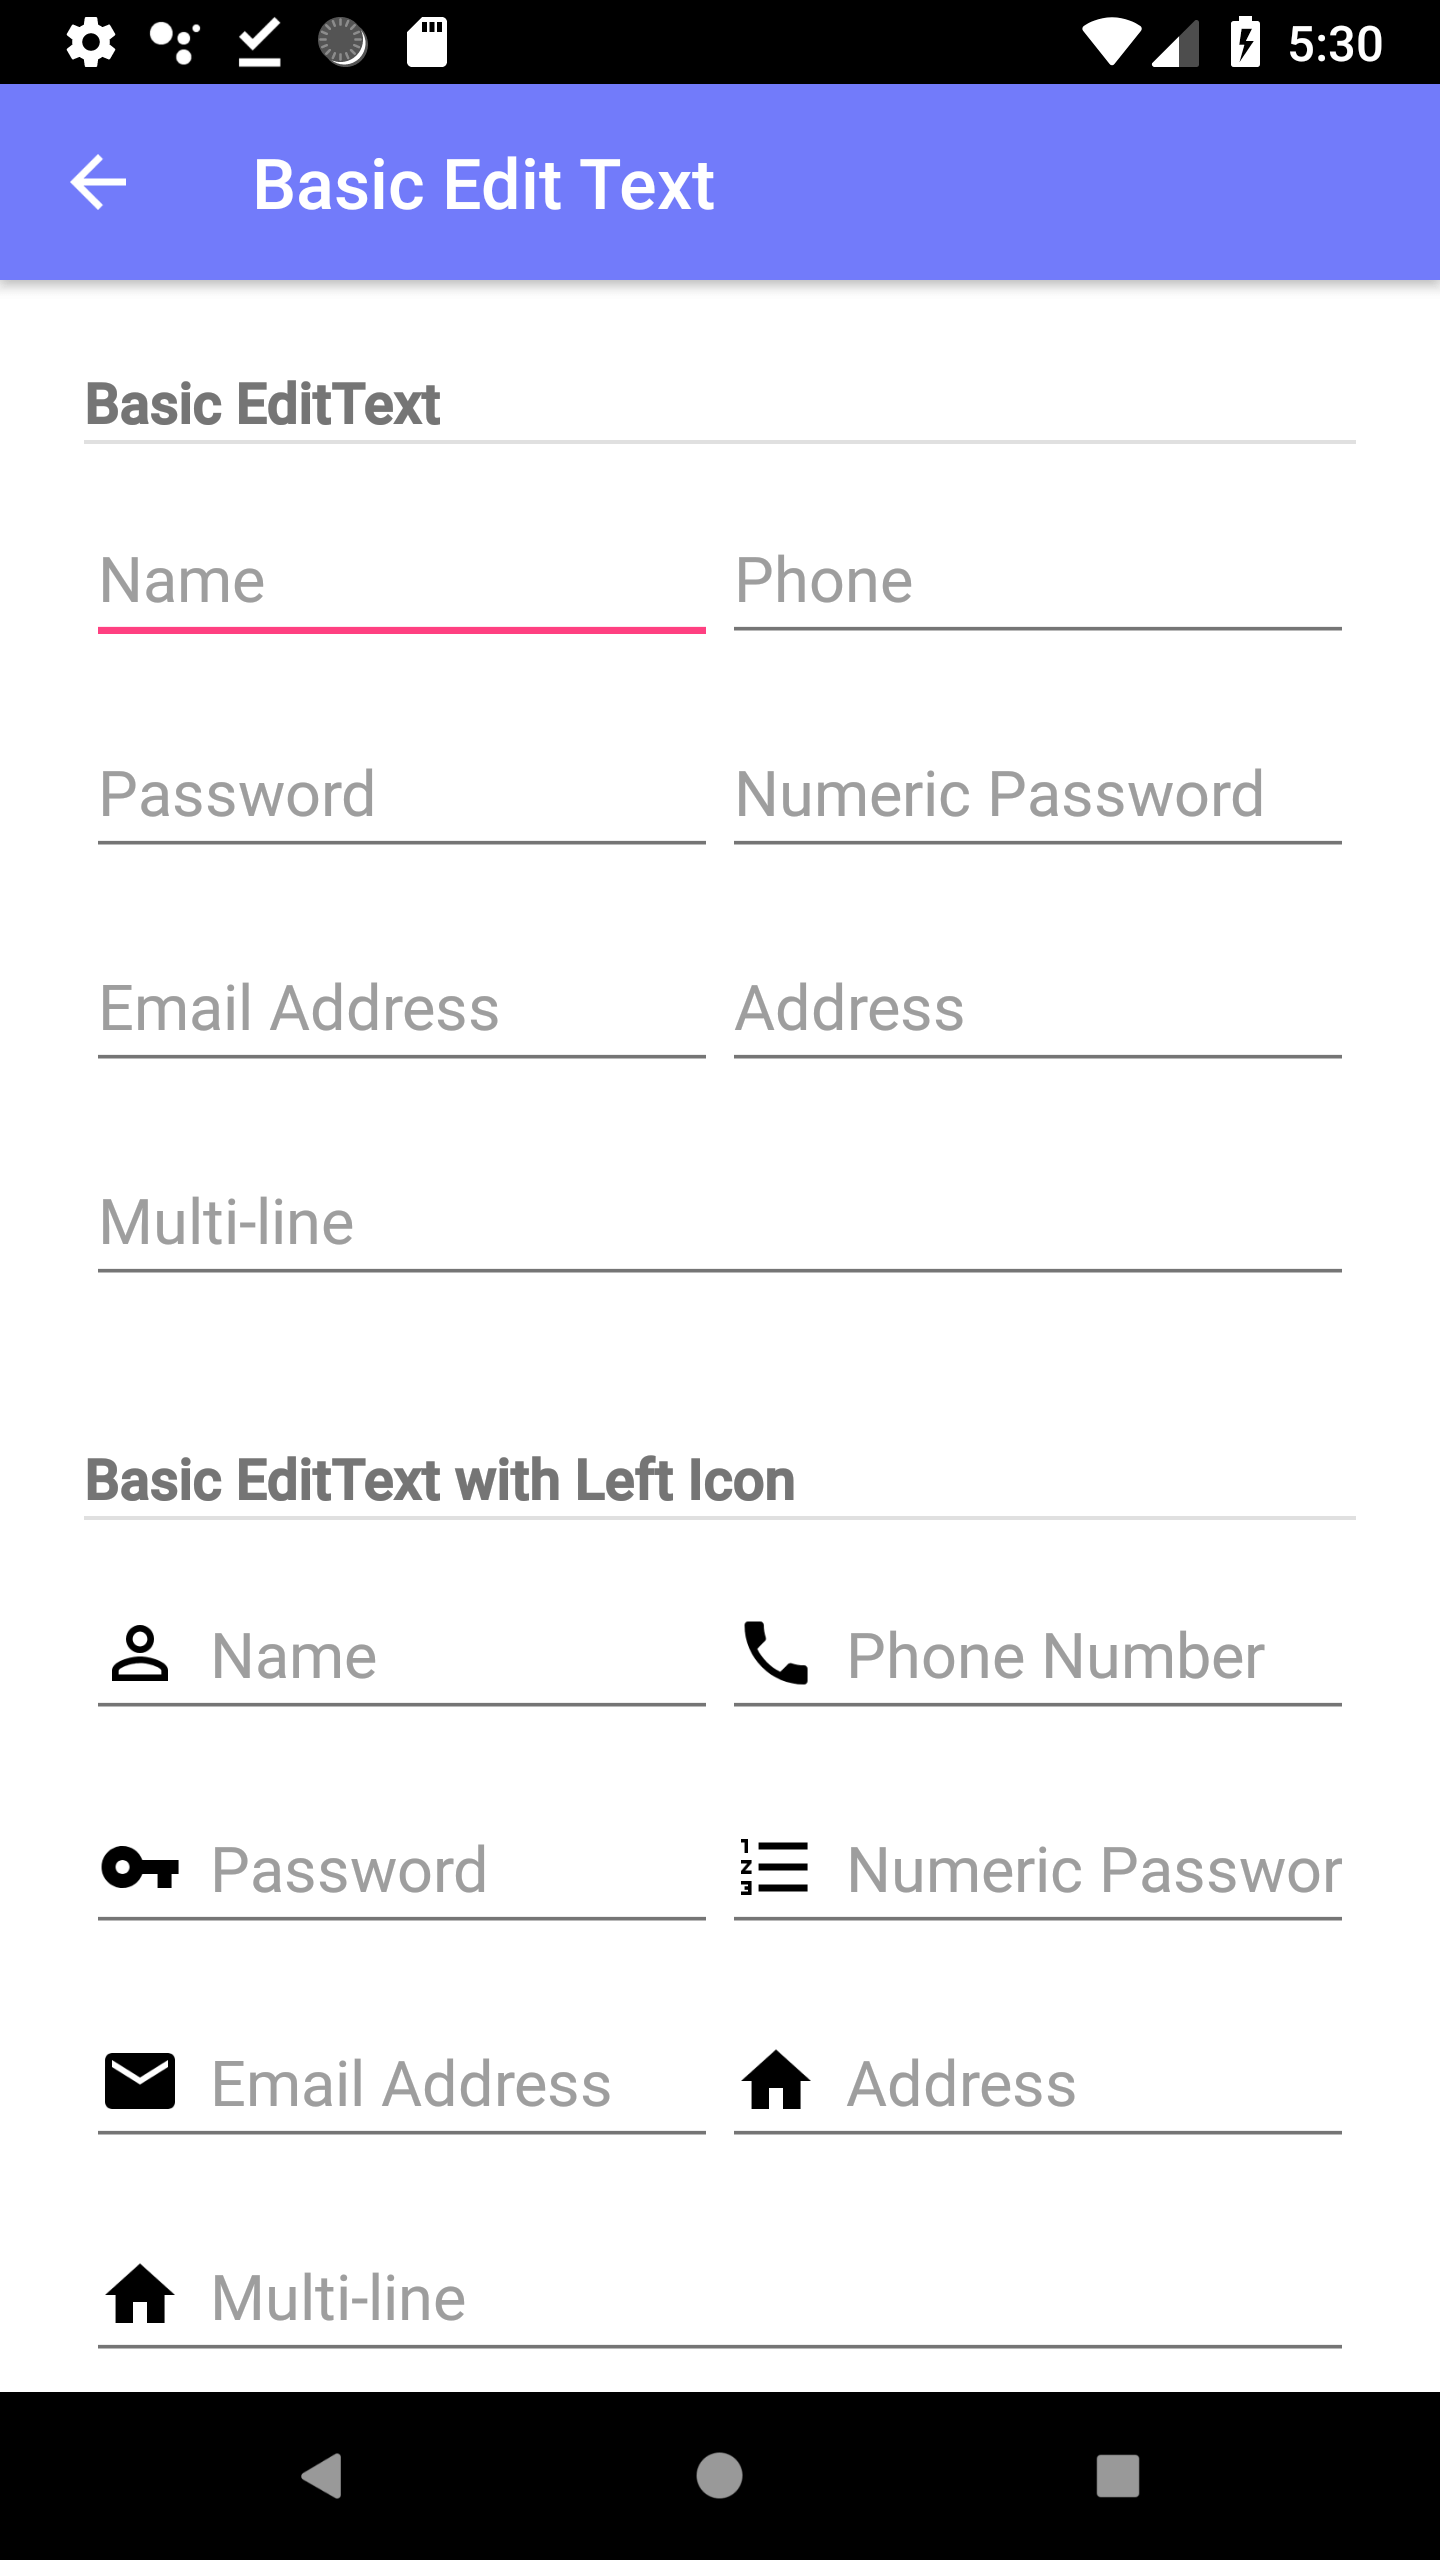 5:30
Basic Edit Text
Basic EditText
Name Phone
Password Numeric Password
Email Address Address
Multi-line
Basic EditText with Left Icon
Name Phone Number
Password Numeric Passwor
Email Address Address
Multi-line